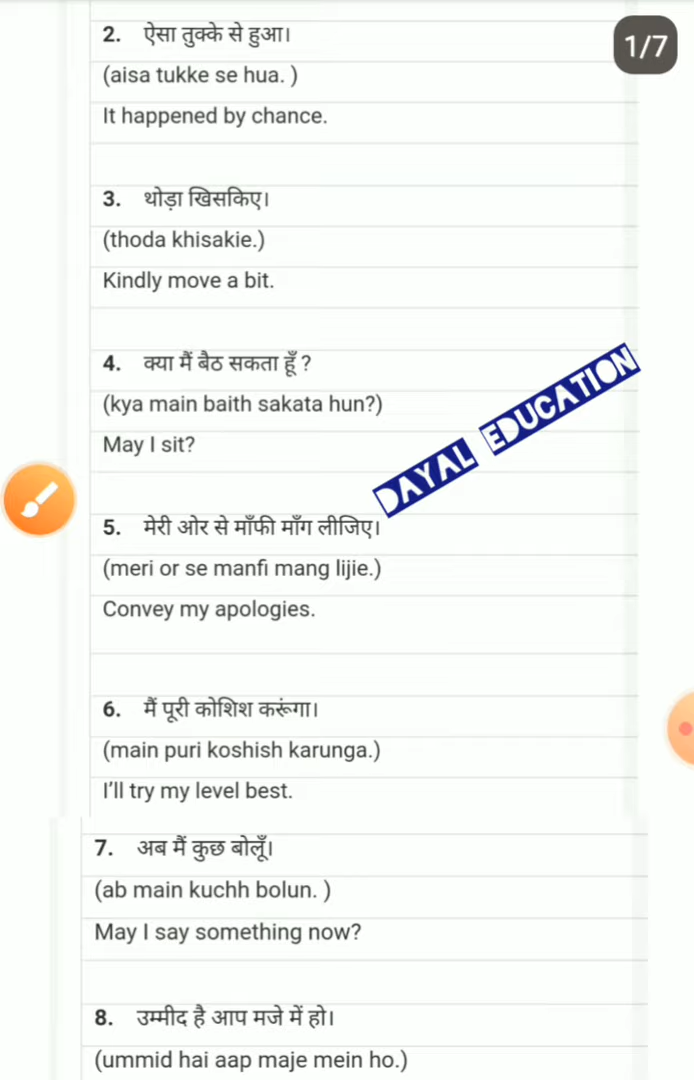 2. ऐसा तुक्के से हुआ।
1/7
(aisa tukke se hua. )
It happened by chance.
3. थोड़ा खिसकिए।
(thoda khisakie.)
Kindly move a bit.
4. क्या मैं बैठ सकता हूँ ?
(kya main baith sakata hun?)
May I sit?
DAYAL EDUCATION
5. मेरी ओर से माँफी माँग लीजिए।
(meri or se manfi mang lijie.)
Convey my apologies.
6. मैं पूरी कोशिश करूंगा।
(main puri koshish karunga.)
I'll try my level best.
7. अब मैं कुछ बोलूँ।
(ab main kuchh bolun. )
May I say something now?
8. उम्मीद है आप मजे में हो।
(ummid hai aap maje mein ho.)